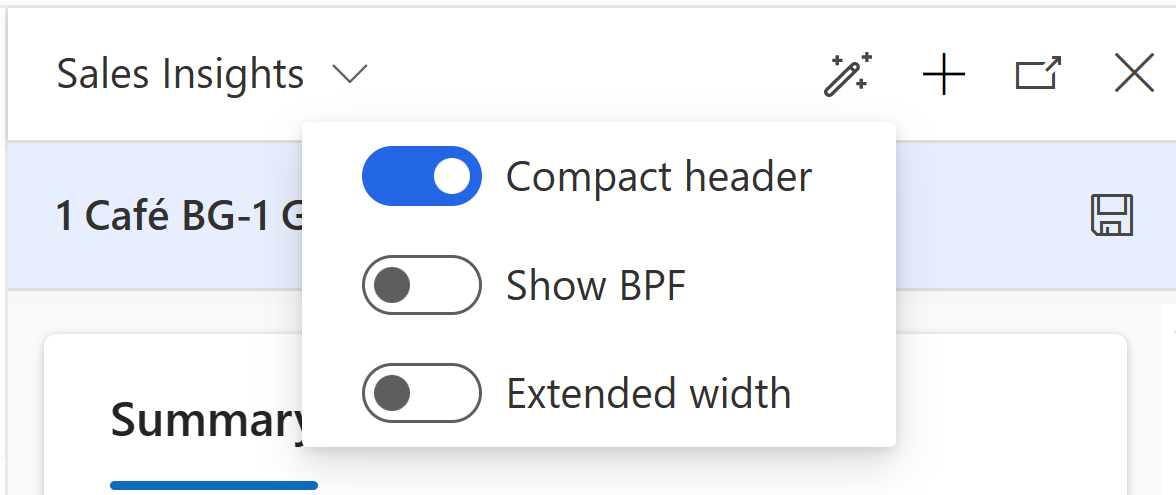 Sales Insights
Compact header
1 Café BG-1 G
Show BPF
Extended width
Summary